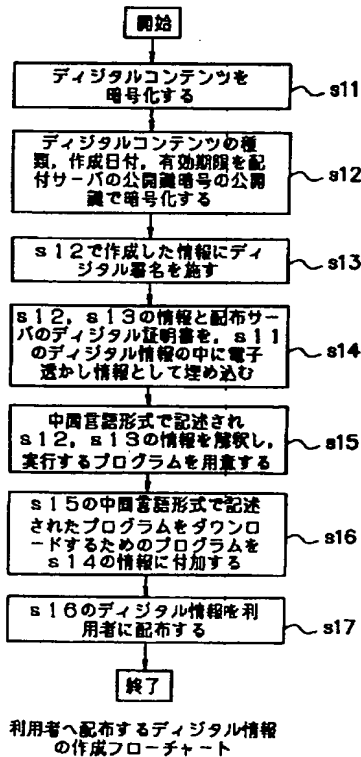 開始
ディジタルコンテンツを
暗号化する
s11
ディジタルコンテンツの種
類，作成日付，有効期限を配
付サーバの公開鍵暗号の公開
鍵で暗号化する
s12
s12で作成した情報にディ
ジタル署名を施す
s13
s12，s13の情報と配布サー
バのディジタル証明書を，s11
のディジタル情報の中に電子
透かし情報として埋め込む
s14
中間言語形式で記述され
s12，s13の情報を解釈し，
実行するプログラムを用意する
s15
s15の中間言語形式で記述
されたプログラムをダウンロ
ードするためのプログラムを
s14の情報に付加する
s16
s16のディジタル情報を利
用者に配布する
s17
終了
利用者へ配布するディジタル情報
の作成フローチャート